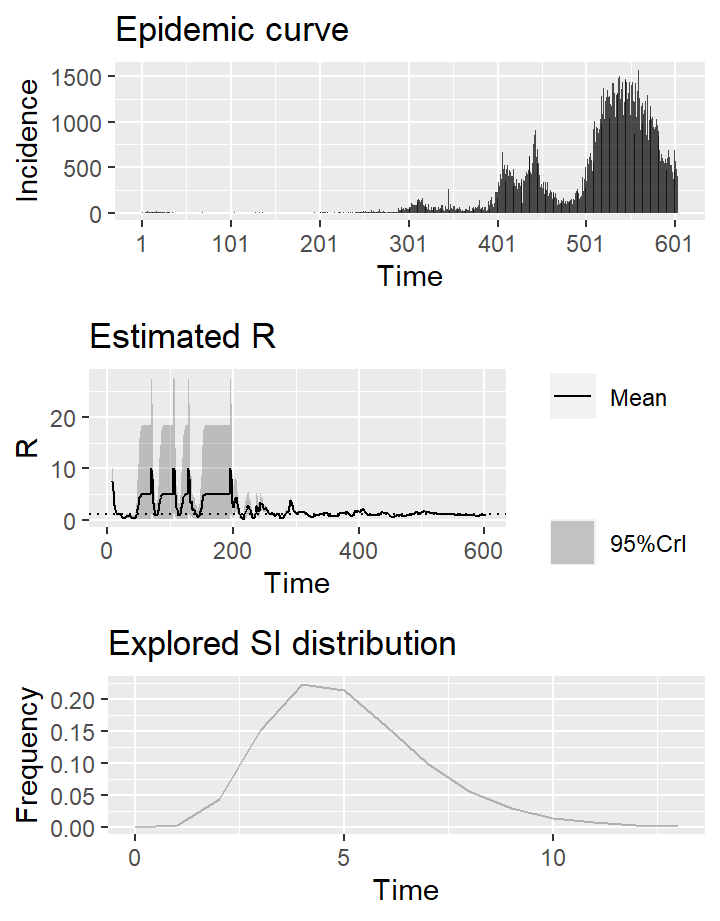 Epidemic curve
Incidence
1500
1000
500
0
1 101 201 301 401 501 601
Time
Estimated R
R
20
10
0
0 200 400 600
Time
Mean
95%CrI
Explored SI distribution
Frequency
0.20
0.15
0.10
0.05
0.00
0 5 10
Time